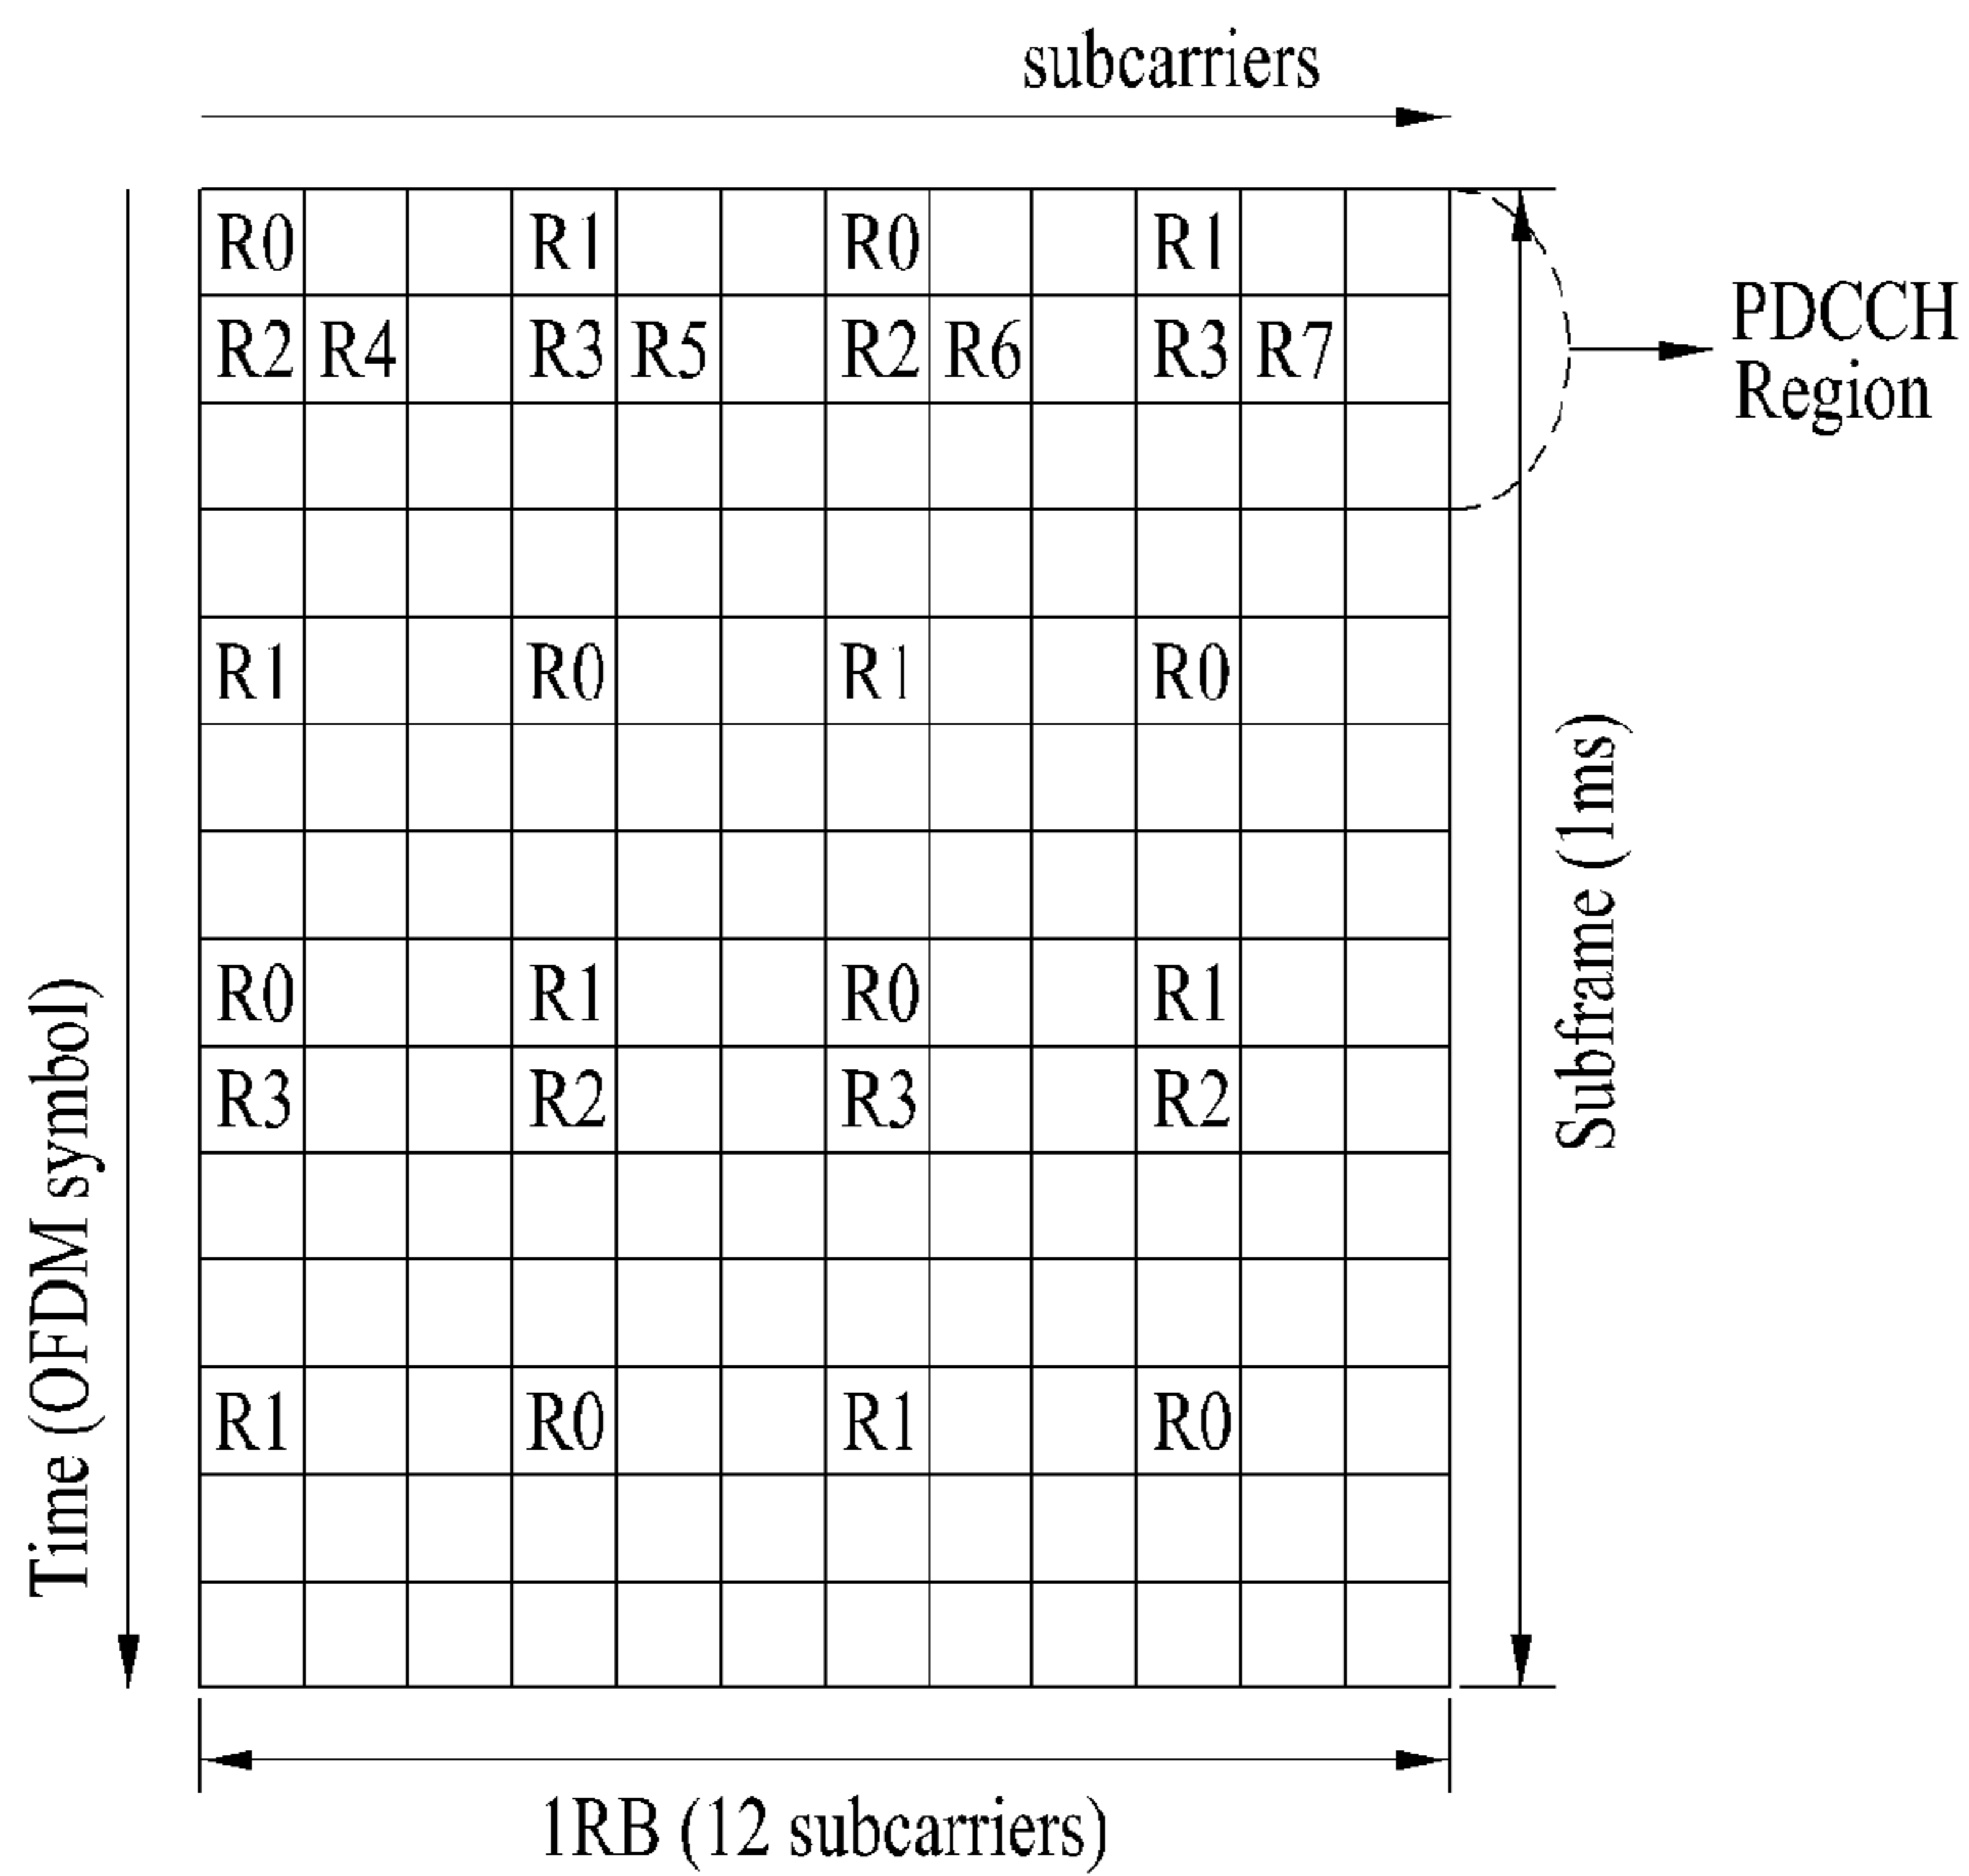 subcarriers
R0 R1 R0 R1
R2 R4 R3 R5 R2 R6 R3 R7
PDCCH
Region
R1 R0 R1 R0
R0 R1 R0 R1
R3 R2 R3 R2
R1 R0 R1 R0
Time (OFDM symbol)
Subframe (1ms)
1RB (12 subcarriers)